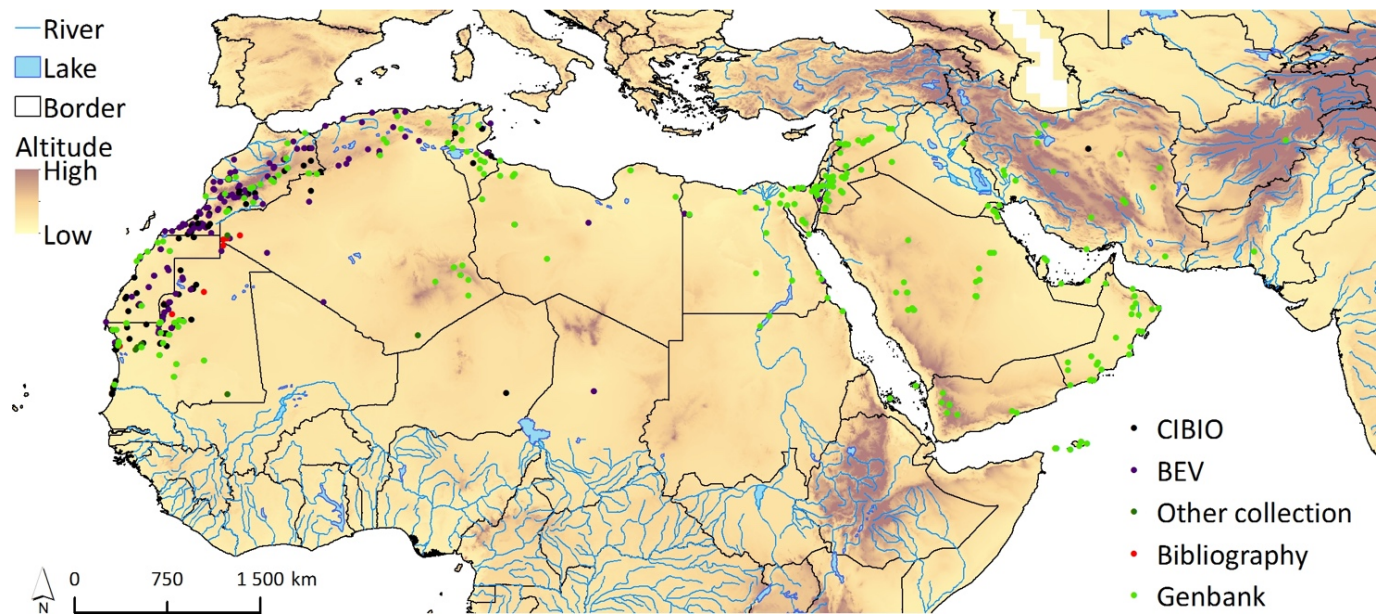 River
Lake
Border
Altitude
High
Low
CIBIO
BEV
Other collection
Bibliography
Genbank
N
0 750 1 500 km